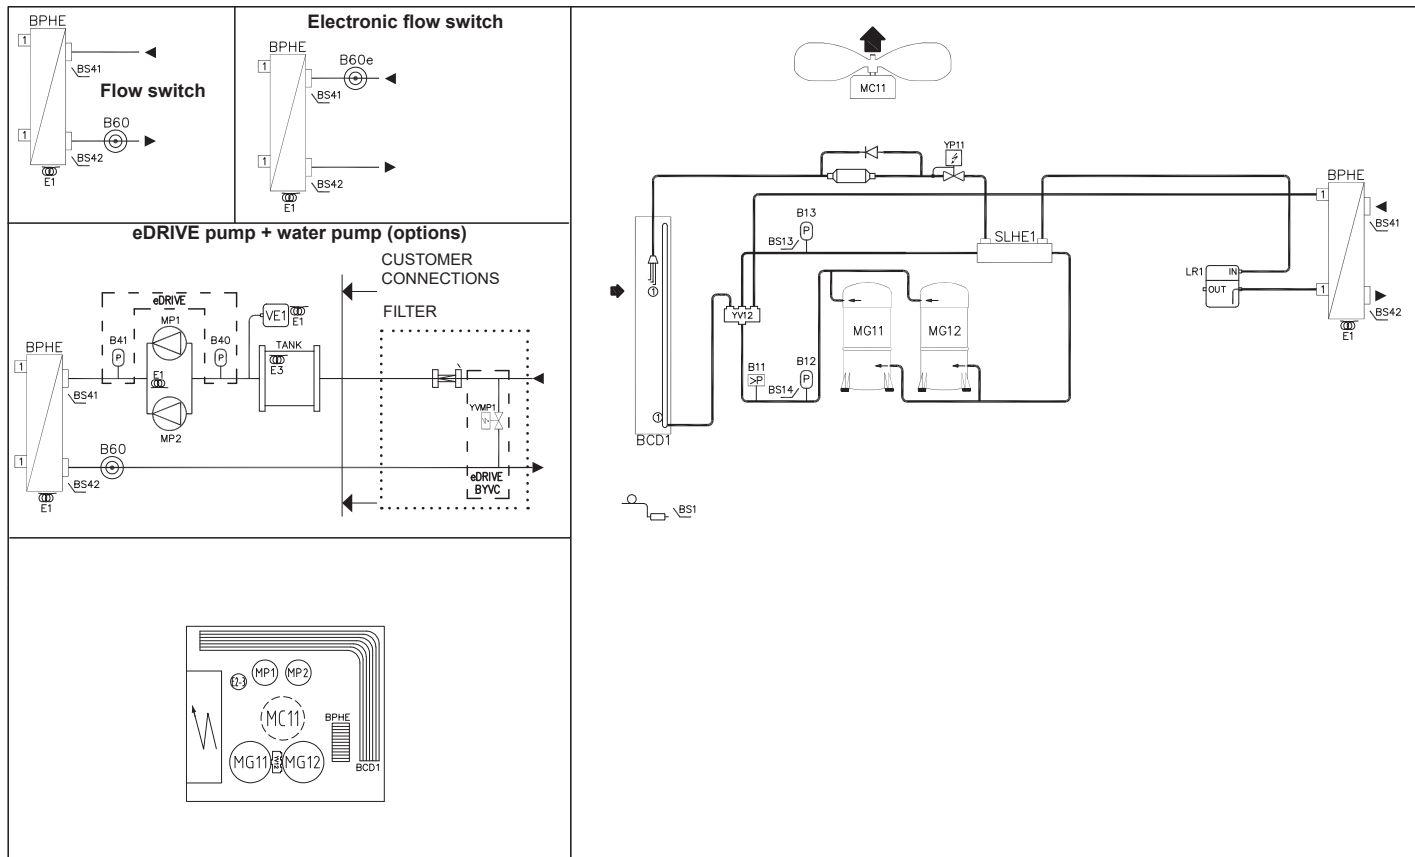 BPHE
1
BS41
Flow switch
1
B60
BS42
E1
Electronic flow switch
BPHE
B60e
1
BS41
1
BS42
E1
eDRIVE pump + water pump (options)
CUSTOMER
CONNECTIONS
FILTER
eDRIVE
MP1
B41
P
B40
P
VE1
E1
TANK
E3
BPHE
1
E1
BS41
MP2
YVMP1
B60
1
BS42
E1
eDRIVE
BYVC
E2-3
MP1
MP2
MC11
BPHE
MG11
MG12
BCD1
MC11
YP11
BPHE
1
BS41
B13
P
BS13
SLHE1
LR1
IN
OUT
1
BS42
E1
1
YV12
MG11
MG12
B11
>P
B12
P
BS14
1
BCD1
BS1